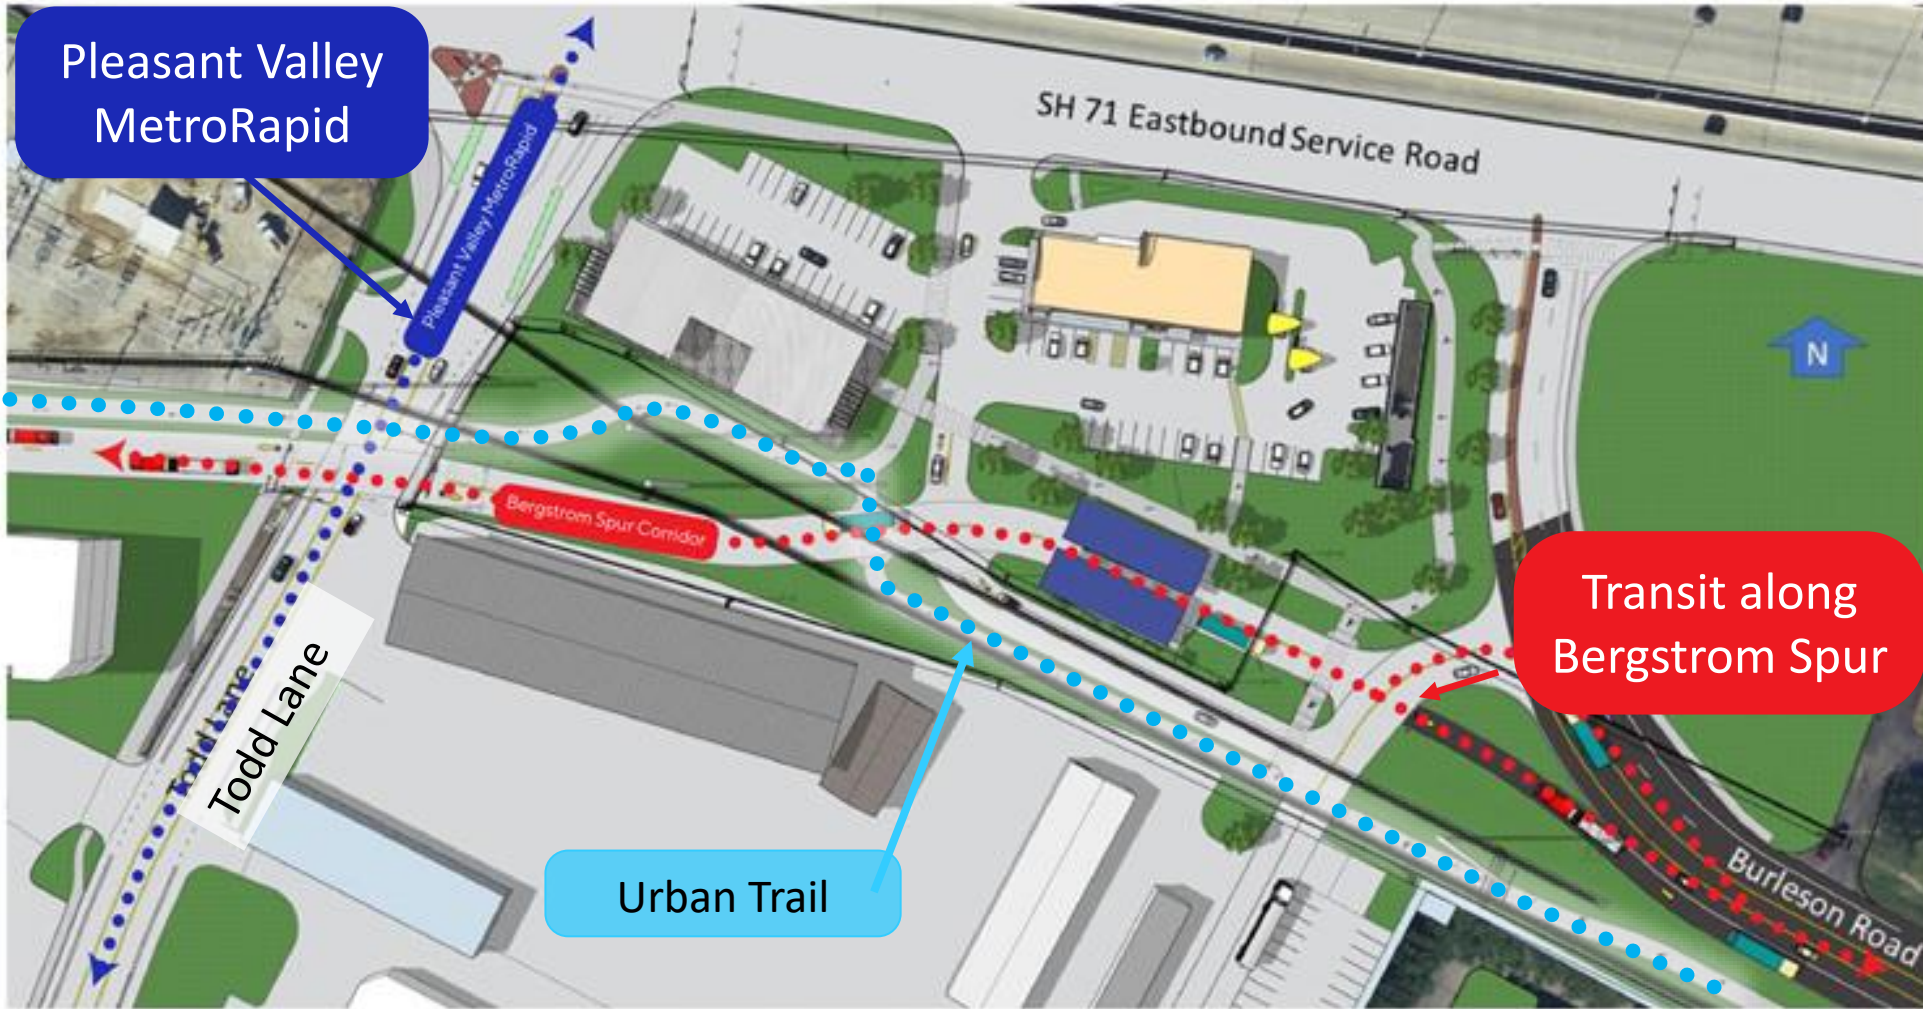 Pleasant Valley
MetroRapid
SH 71 Eastbound Service Road
Pleasant Valley MetroRapid
N
Bergstrom Spur Corridor
Transit along
Bergstrom Spur
Todd Lane
Todd Lane
Urban Trail
Burleson Road